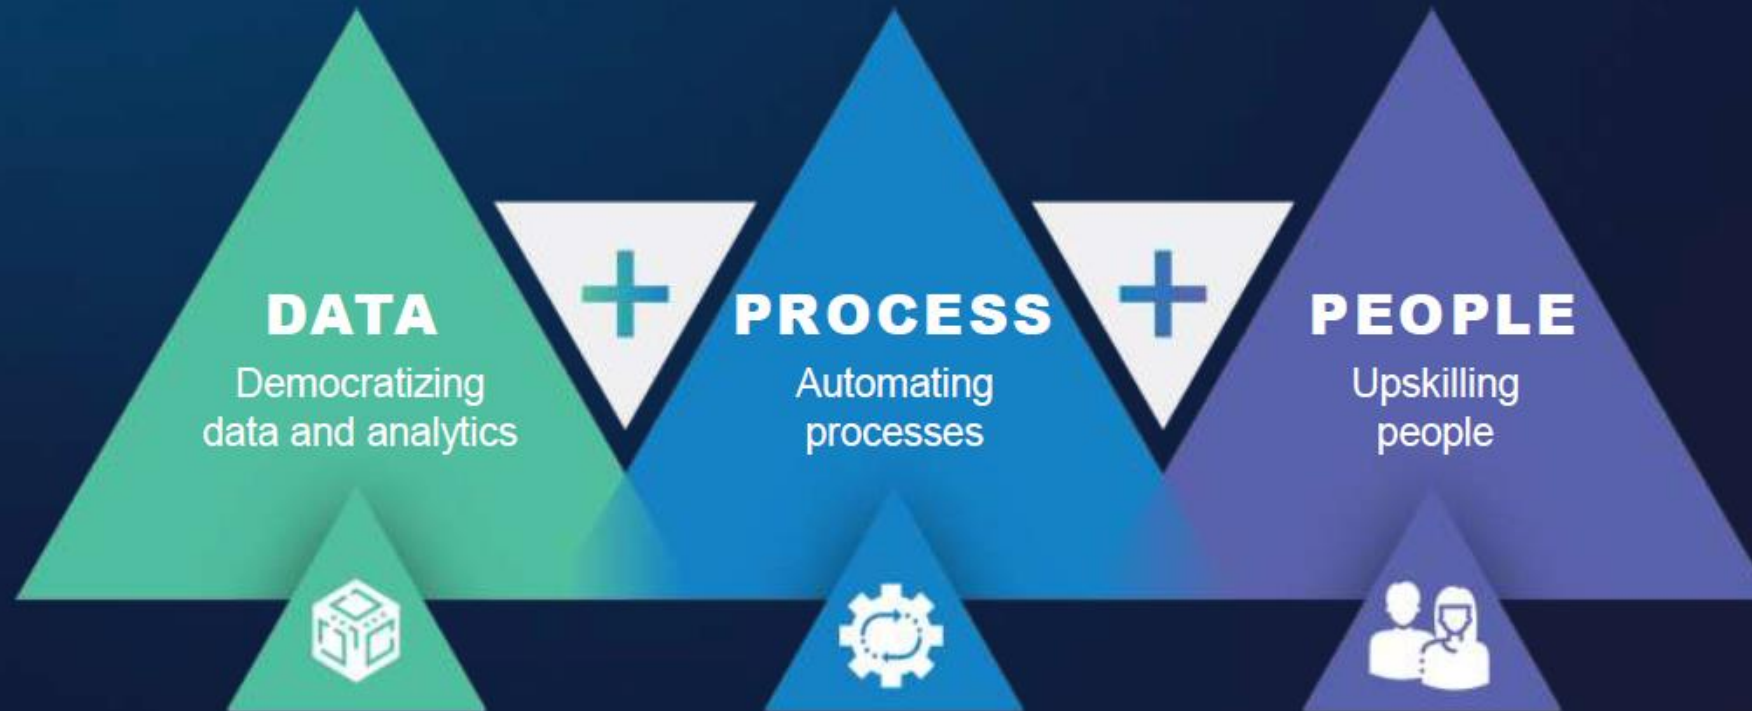 DATA
Democratizing
data and analytics
PROCESS
Automating
processes
PEOPLE
Upskilling
people